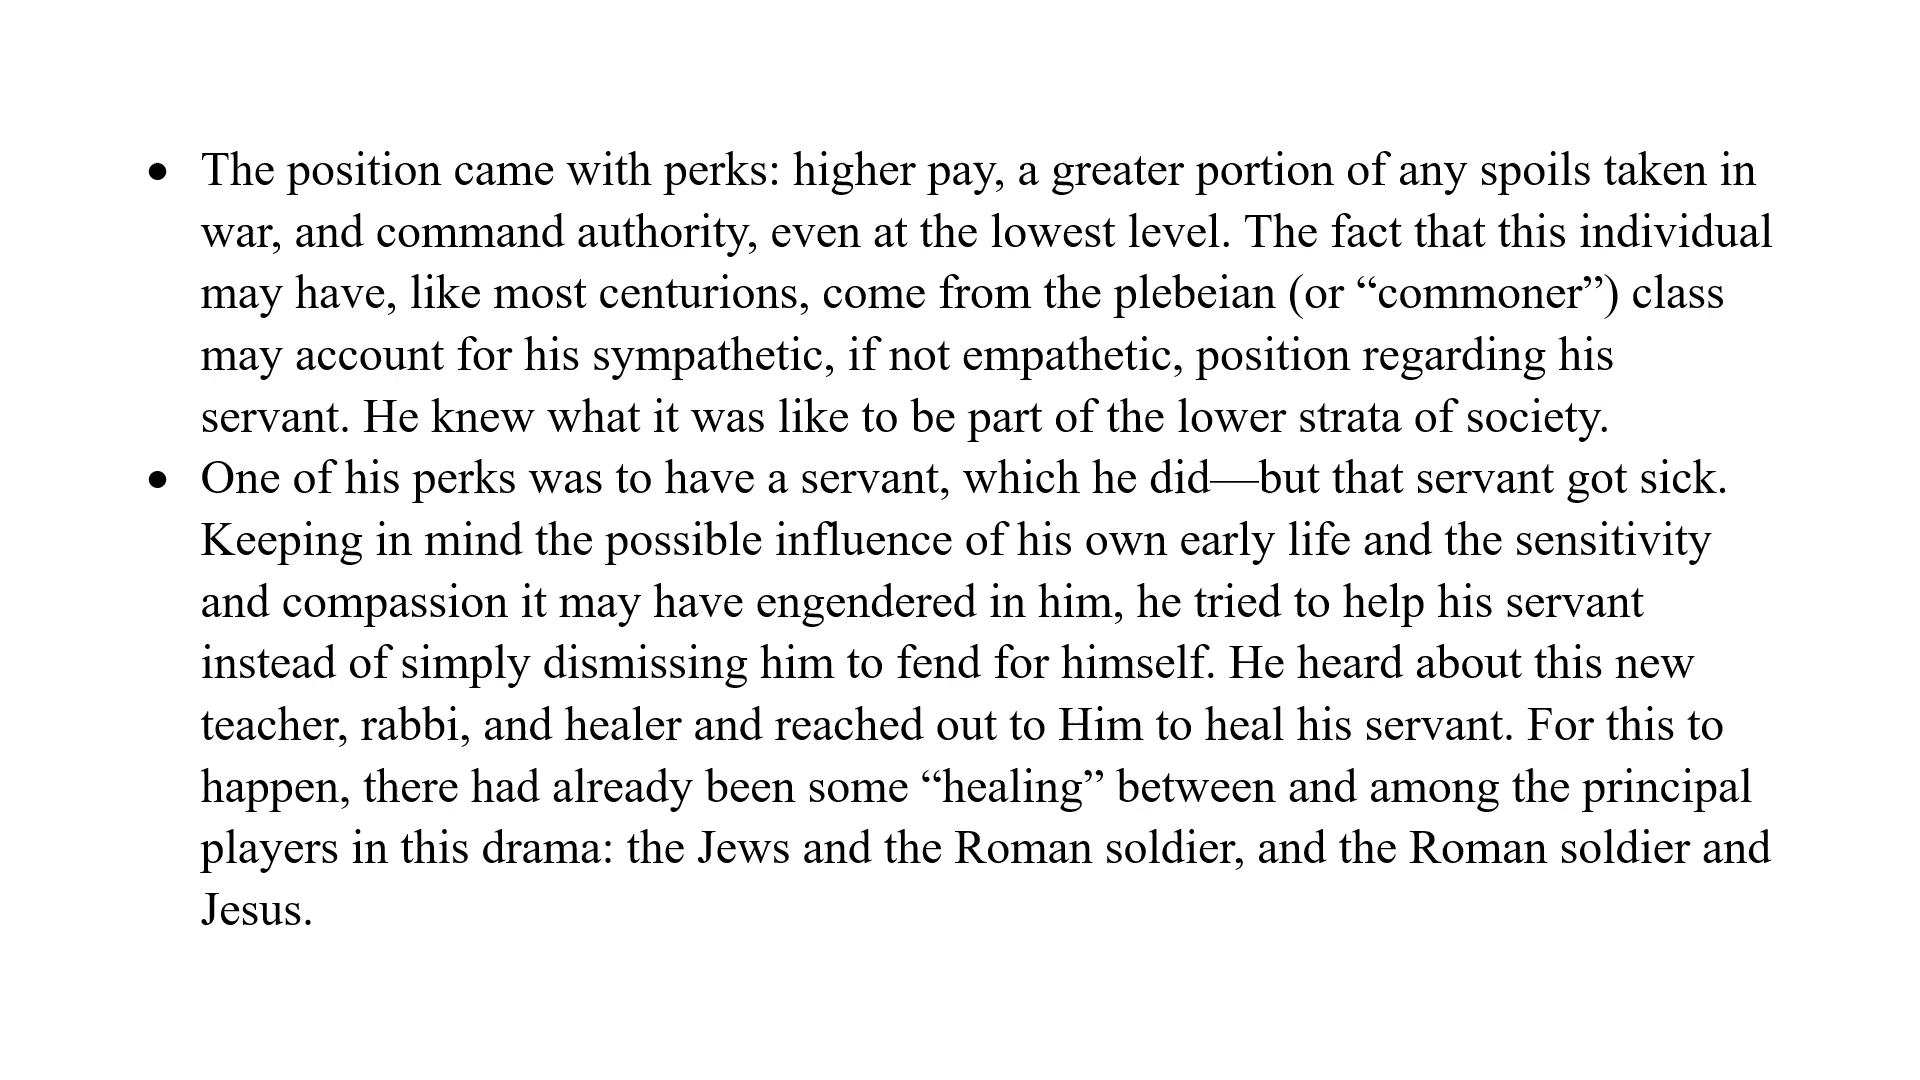 • The position came with perks: higher pay, a greater portion of any spoils taken in
war, and command authority, even at the lowest level. The fact that this individual
may have, like most centurions, come from the plebeian (or “commoner”) class
may account for his sympathetic, if not empathetic, position regarding his
servant. He knew what it was like to be part of the lower strata of society.
• One of his perks was to have a servant, which he did—but that servant got sick.
Keeping in mind the possible influence of his own early life and the sensitivity
and compassion it may have engendered in him, he tried to help his servant
instead of simply dismissing him to fend for himself. He heard about this new
teacher, rabbi, and healer and reached out to Him to heal his servant. For this to
happen, there had already been some “healing” between and among the principal
players in this drama: the Jews and the Roman soldier, and the Roman soldier and
Jesus.